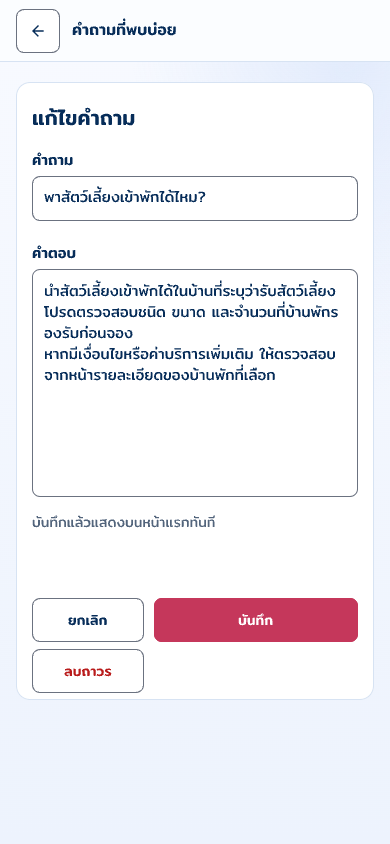 คำถามที่พบบ่อย
แก้ไขคำถาม
คำถาม
พาสัตว์เลี้ยงเข้าพักได้ไหม?
คำตอบ
นำสัตว์เลี้ยงเข้าพักได้ในบ้านที่ระบุว่ารับสัตว์เลี้ยง
โปรดตรวจสอบชนิด ขนาด และจำนวนที่บ้านพักร
องรับก่อนจอง
หากมีเงื่อนไขหรือค่าบริการเพิ่มเติม ให้ตรวจสอบ
จากหน้ารายละเอียดของบ้านพักที่เลือก
บันทึกแล้วแสดงบนหน้าแรกทันที
ยกเลิก
บันทึก
ลบถาวร